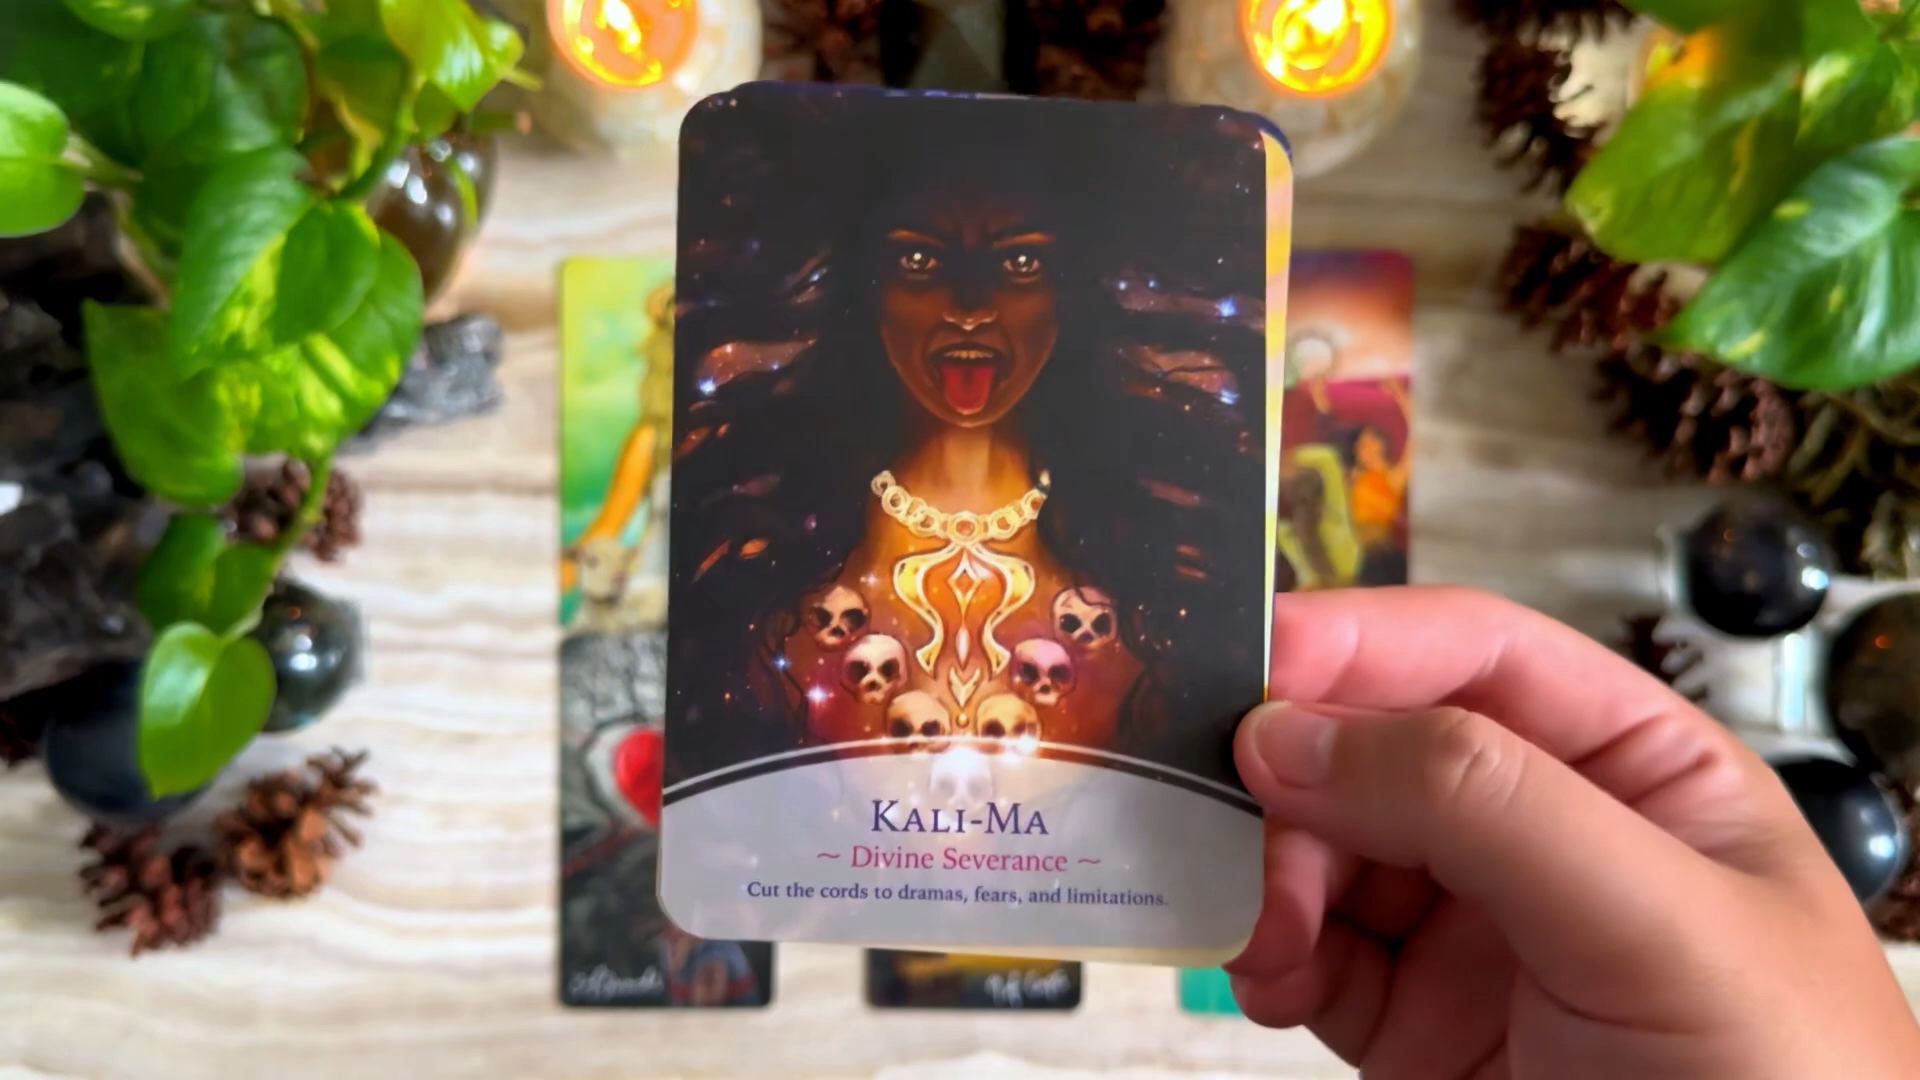 Kali-Ma
~ Divine Severance ~
Cut the cords to dramas, fears, and limitations.